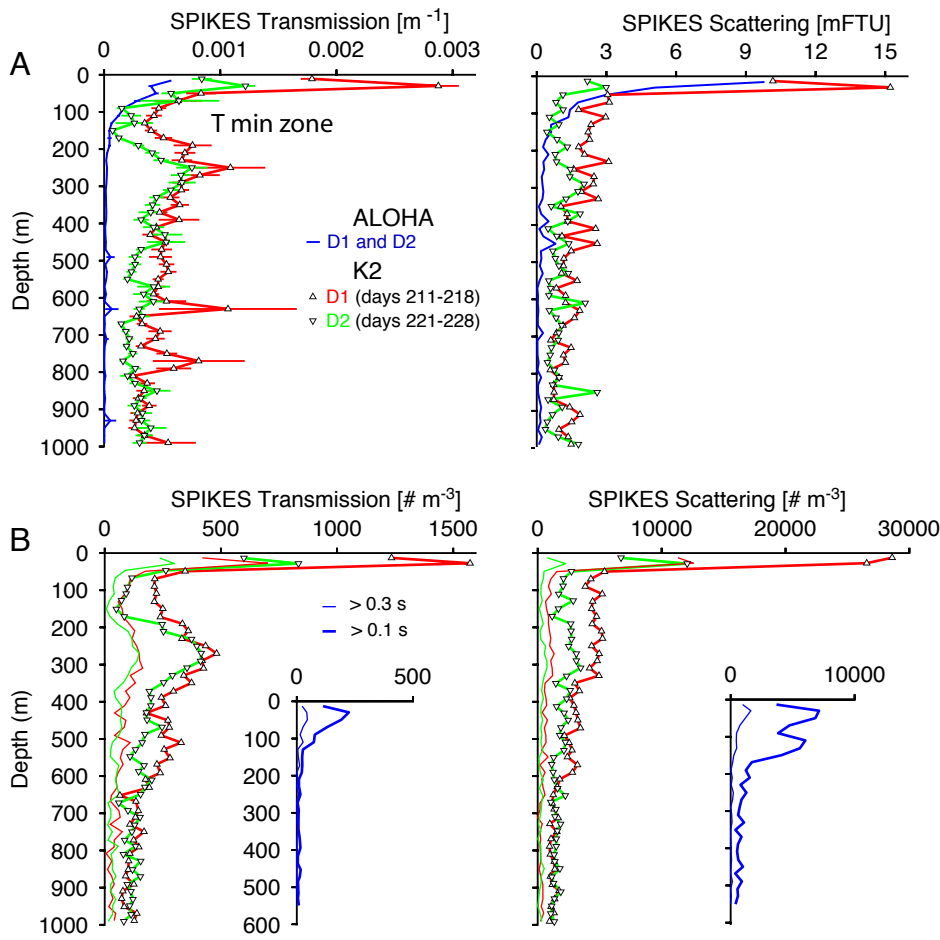 SPIKES Transmission [m -1]
SPIKES Scattering [mFTU]
A
0 0.001 0.002 0.003
0 3 6 9 12 15
Depth (m)
0
100
200
300
400
500
600
700
800
900
1000
T min zone
ALOHA
D1 and D2
K2
D1 (days 211-218)
D2 (days 221-228)
B
SPIKES Transmission [# m-3]
SPIKES Scattering [# m-3]
0 500 1000 1500
0 10000 20000 30000
Depth (m)
0
100
200
300
400
500
600
700
800
900
1000
> 0.3 s
> 0.1 s
0 500
0
100
200
300
400
500
600
0 10000